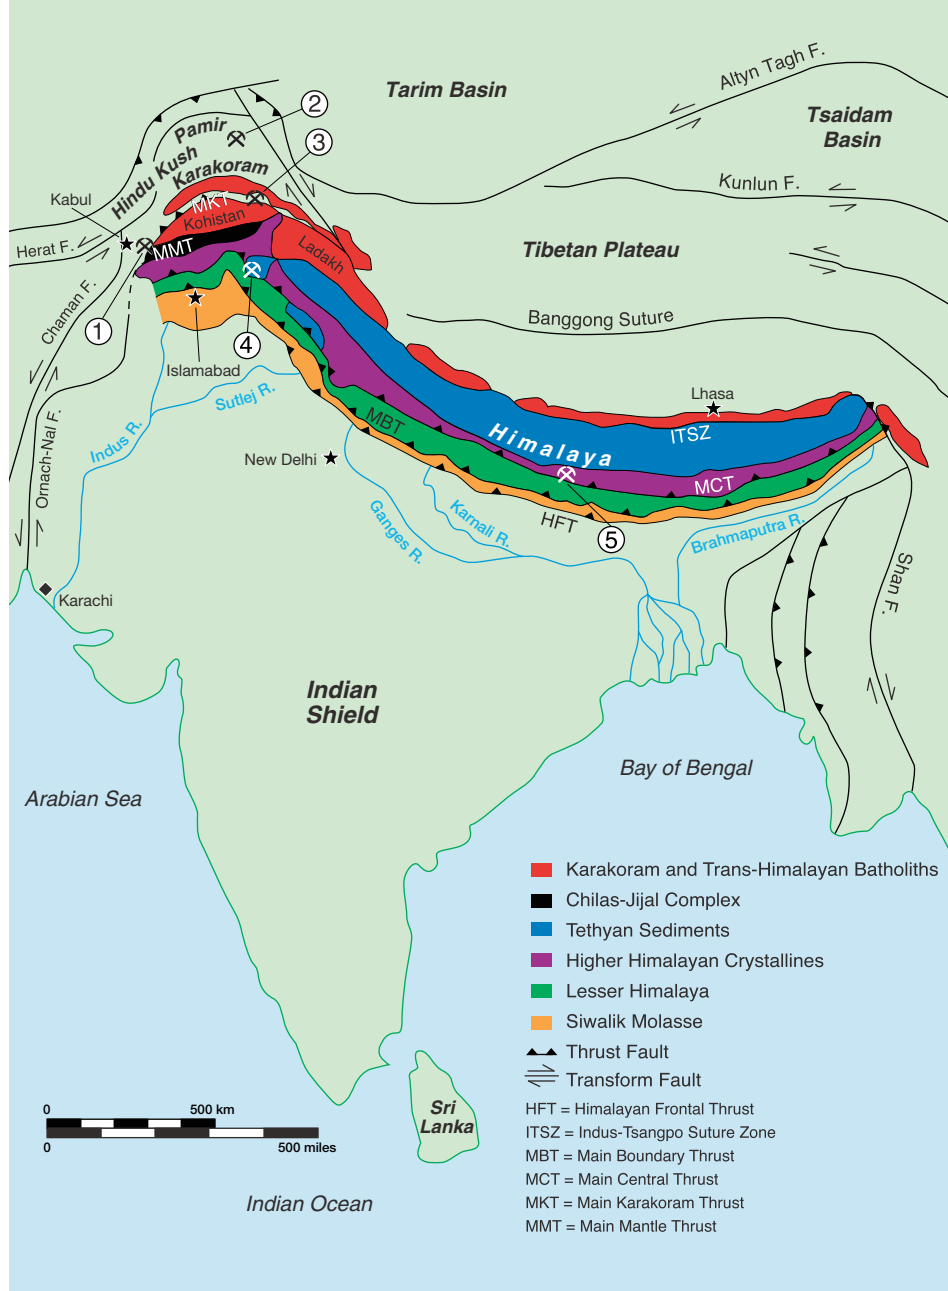 Altyn Tagh F.
Tarim Basin
Tsaidam
Basin
2
Pamir
3
Hindu Kush
Karakoram
Kunlun F.
Kabul
MKT
Kohistan
Herat F.
MMT
Ladakh
Tibetan Plateau
Chaman F.
Banggong Suture
1
4
Islamabad
Sutlej R.
Lhasa
Indus R.
Ornach-Nal F.
MBT
Himalaya
ITSZ
New Delhi
MCT
Ganges R.
Karnali R.
HFT
5
Brahmaputra R.
Shan F.
Karachi
Indian
Shield
Bay of Bengal
Arabian Sea
Karakoram and Trans-Himalayan Batholiths
Chilas-Jijal Complex
Tethyan Sediments
Higher Himalayan Crystallines
Lesser Himalaya
Siwalik Molasse
Thrust Fault
Transform Fault
HFT = Himalayan Frontal Thrust
ITSZ = Indus-Tsangpo Suture Zone
MBT = Main Boundary Thrust
MCT = Main Central Thrust
MKT = Main Karakoram Thrust
MMT = Main Mantle Thrust
0 500 km
0 500 miles
Sri
Lanka
Indian Ocean